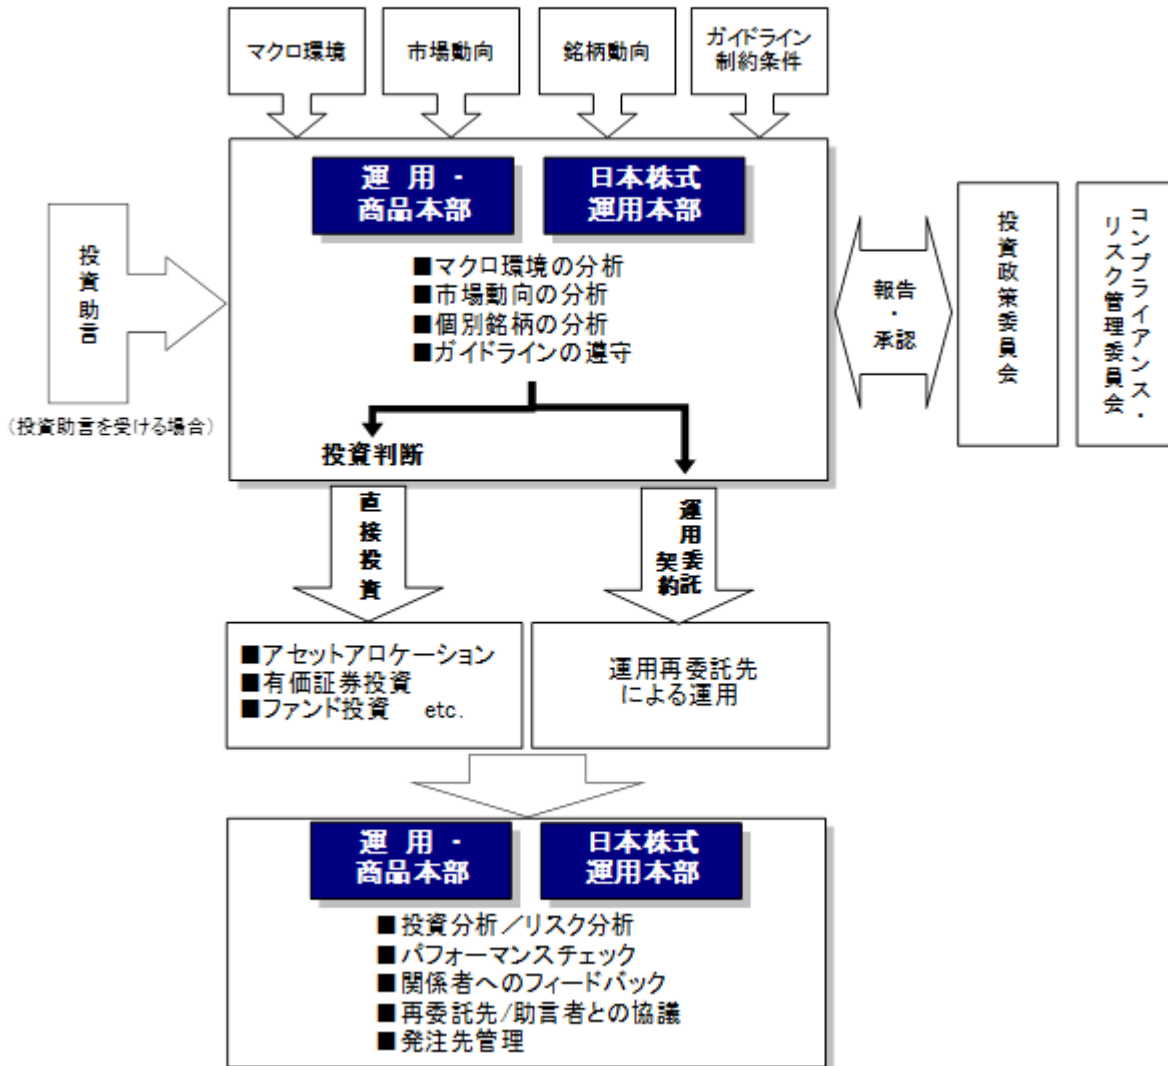 マクロ環境
市場動向
銘柄動向
ガイドライン
制約条件
運 用 ・
商品本部
日本株式
運用本部
■マクロ環境の分析
■市場動向の分析
■個別銘柄の分析
■ガイドラインの遵守
投資助言
(投資助言を受ける場合)
報告
・
承認
投資政策委員会
コンプライアンス・
リスク管理委員会
投資判断
直接投資
運用委託
契約
■アセットアロケーション
■有価証券投資
■ファンド投資 etc.
運用再委託先
による運用
運 用 ・
商品本部
日本株式
運用本部
■投資分析/リスク分析
■パフォーマンスチェック
■関係者へのフィードバック
■再委託先/助言者との協議
■発注先管理